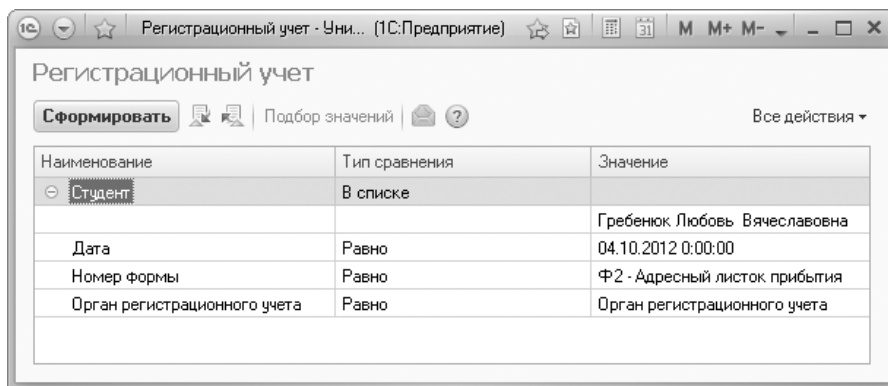 1С Регистрационный учет - Уни... (1С:Предприятие) 31 M M+ M-
Регистрационный учет
Сформировать Подбор значений ? Все действия
Наименование Тип сравнения Значение
Студент В списке
Гребенюк Любовь Вячеславовна
Дата Равно 04.10.2012 0:00:00
Номер формы Равно Ф2 - Адресный листок прибытия
Орган регистрационного учета Равно Орган регистрационного учета